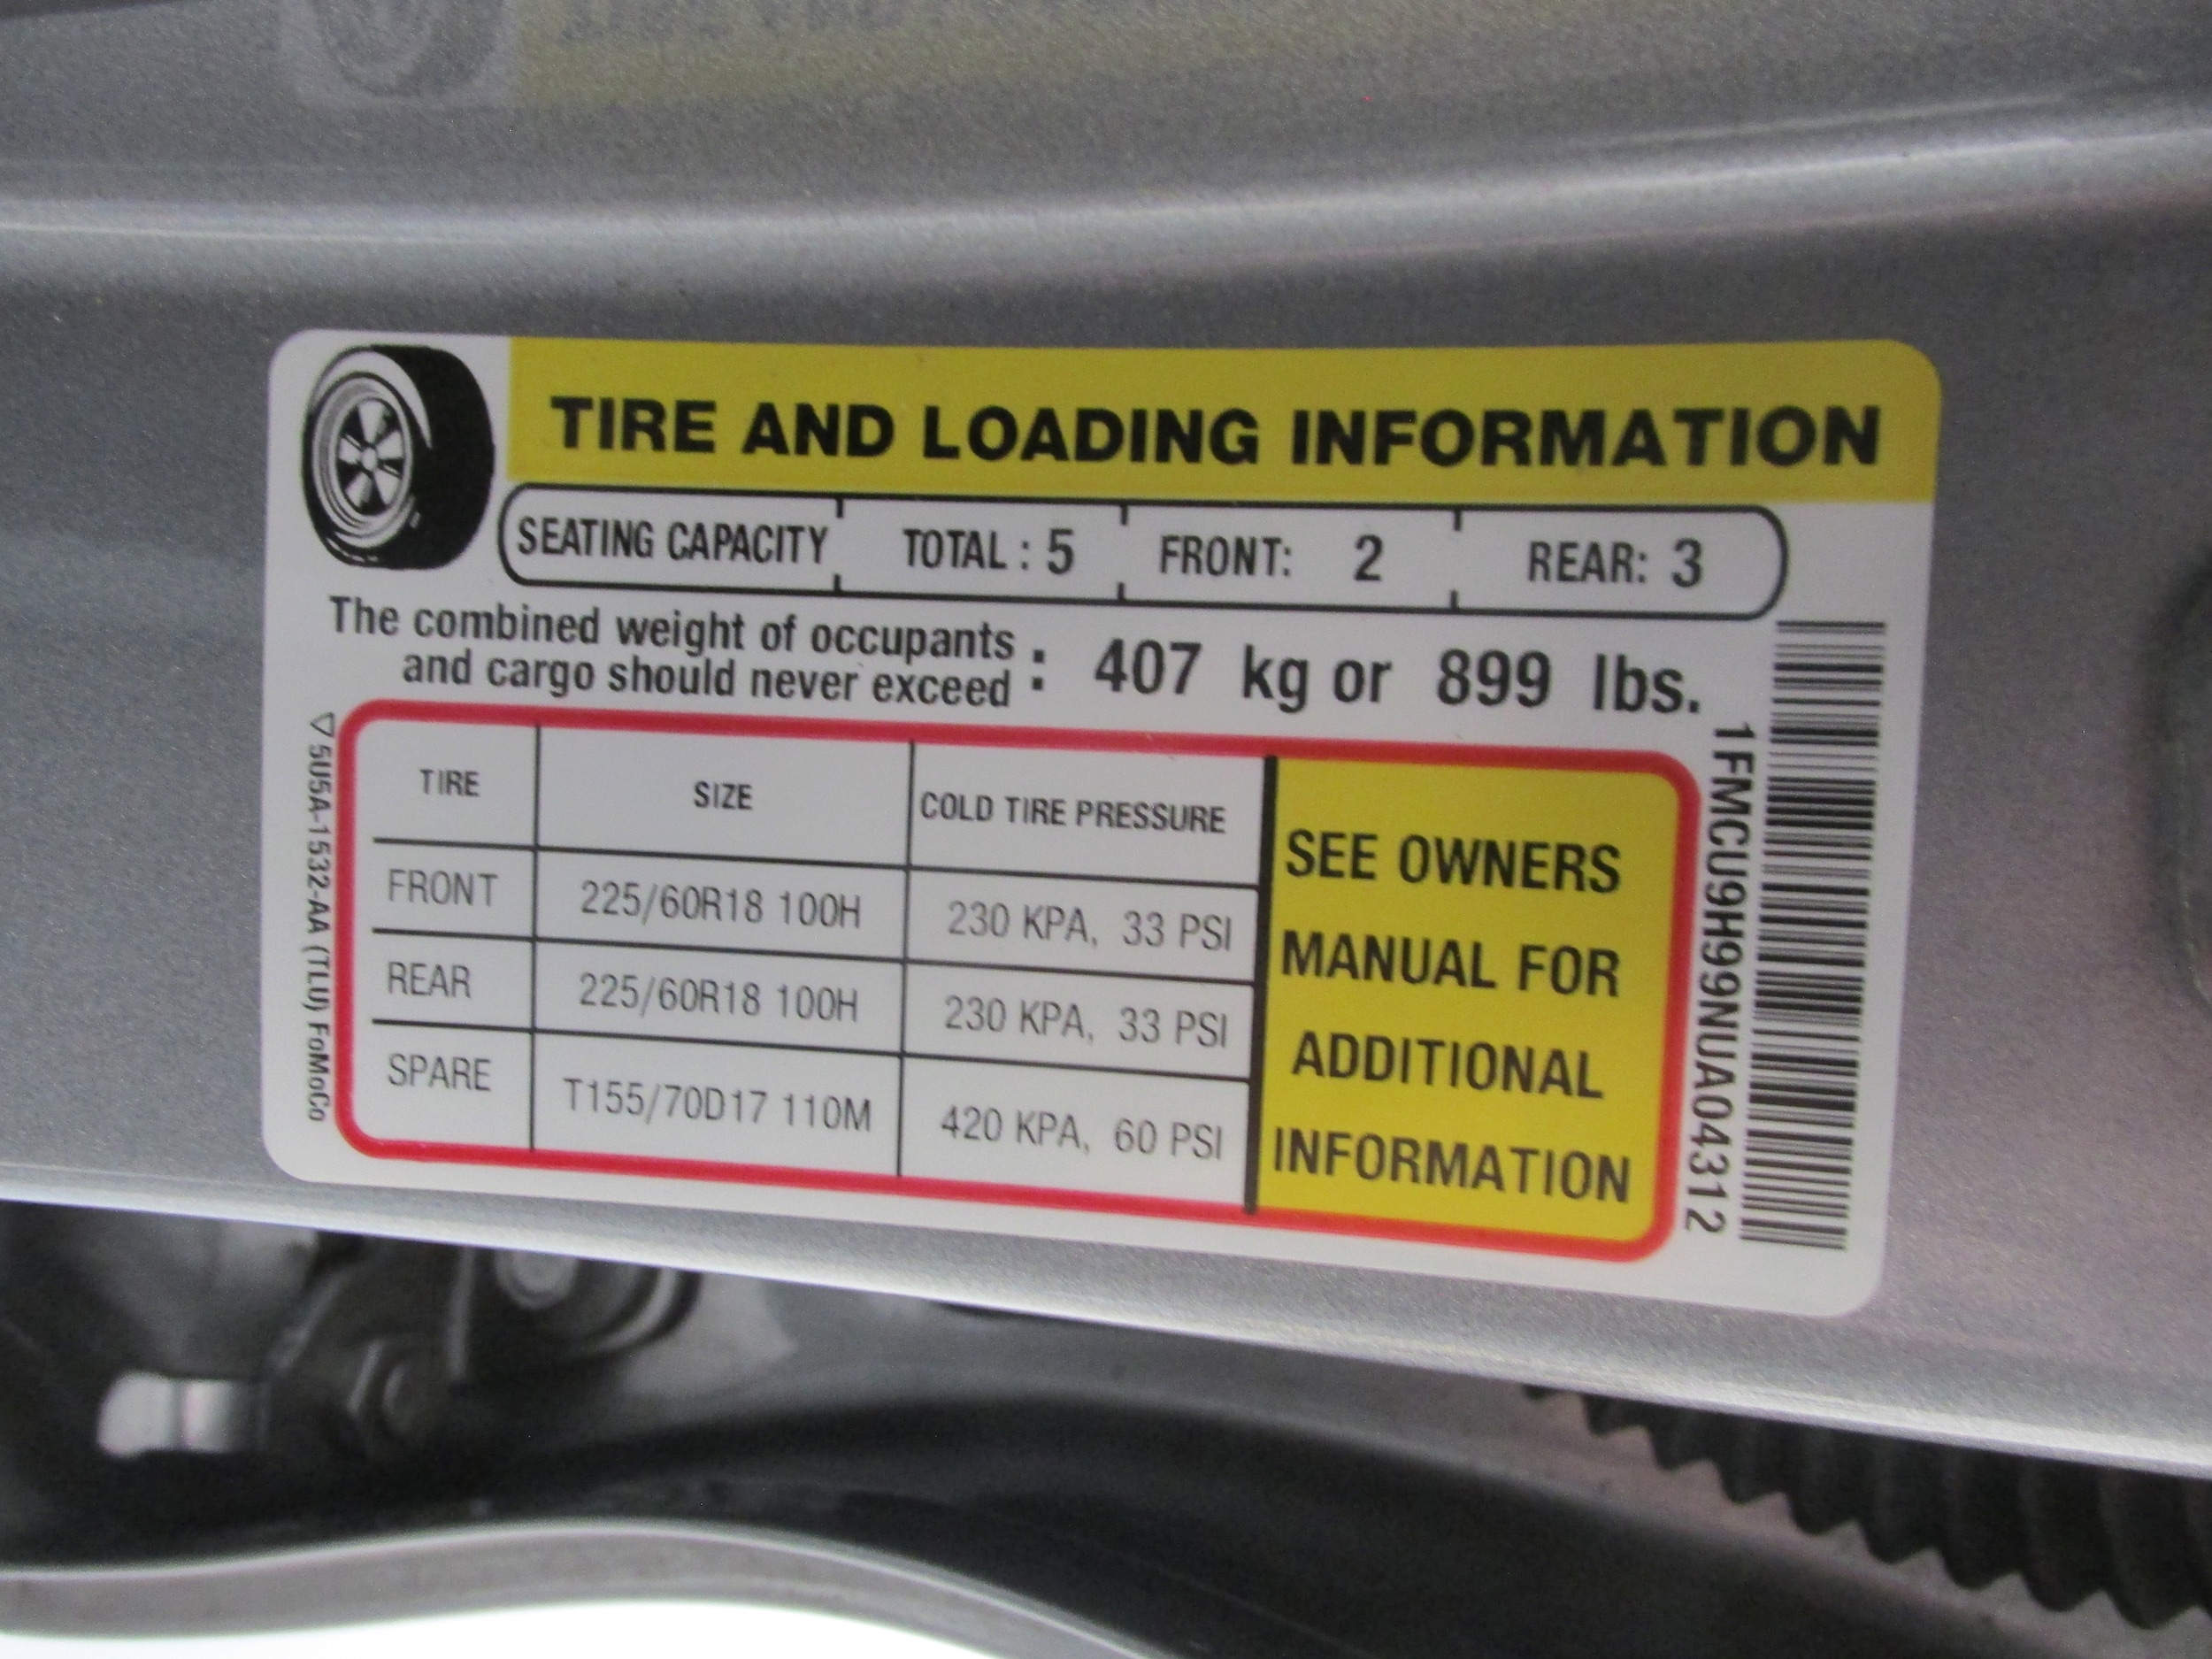 TIRE AND LOADING INFORMATION
SEATING CAPACITY TOTAL : 5 FRONT: 2 REAR: 3
The combined weight of occupants
and cargo should never exceed : 407 kg or 899 lbs.
TIRE SIZE COLD TIRE PRESSURE
FRONT 225/60R18 100H 230 KPA, 33 PSI
REAR 225/60R18 100H 230 KPA, 33 PSI
SPARE T155/70D17 110M 420 KPA, 60 PSI
SEE OWNERS
MANUAL FOR
ADDITIONAL
INFORMATION
5U5A-1532-AA (TLU) FoMoCo
1FMCU9H99NUA04312